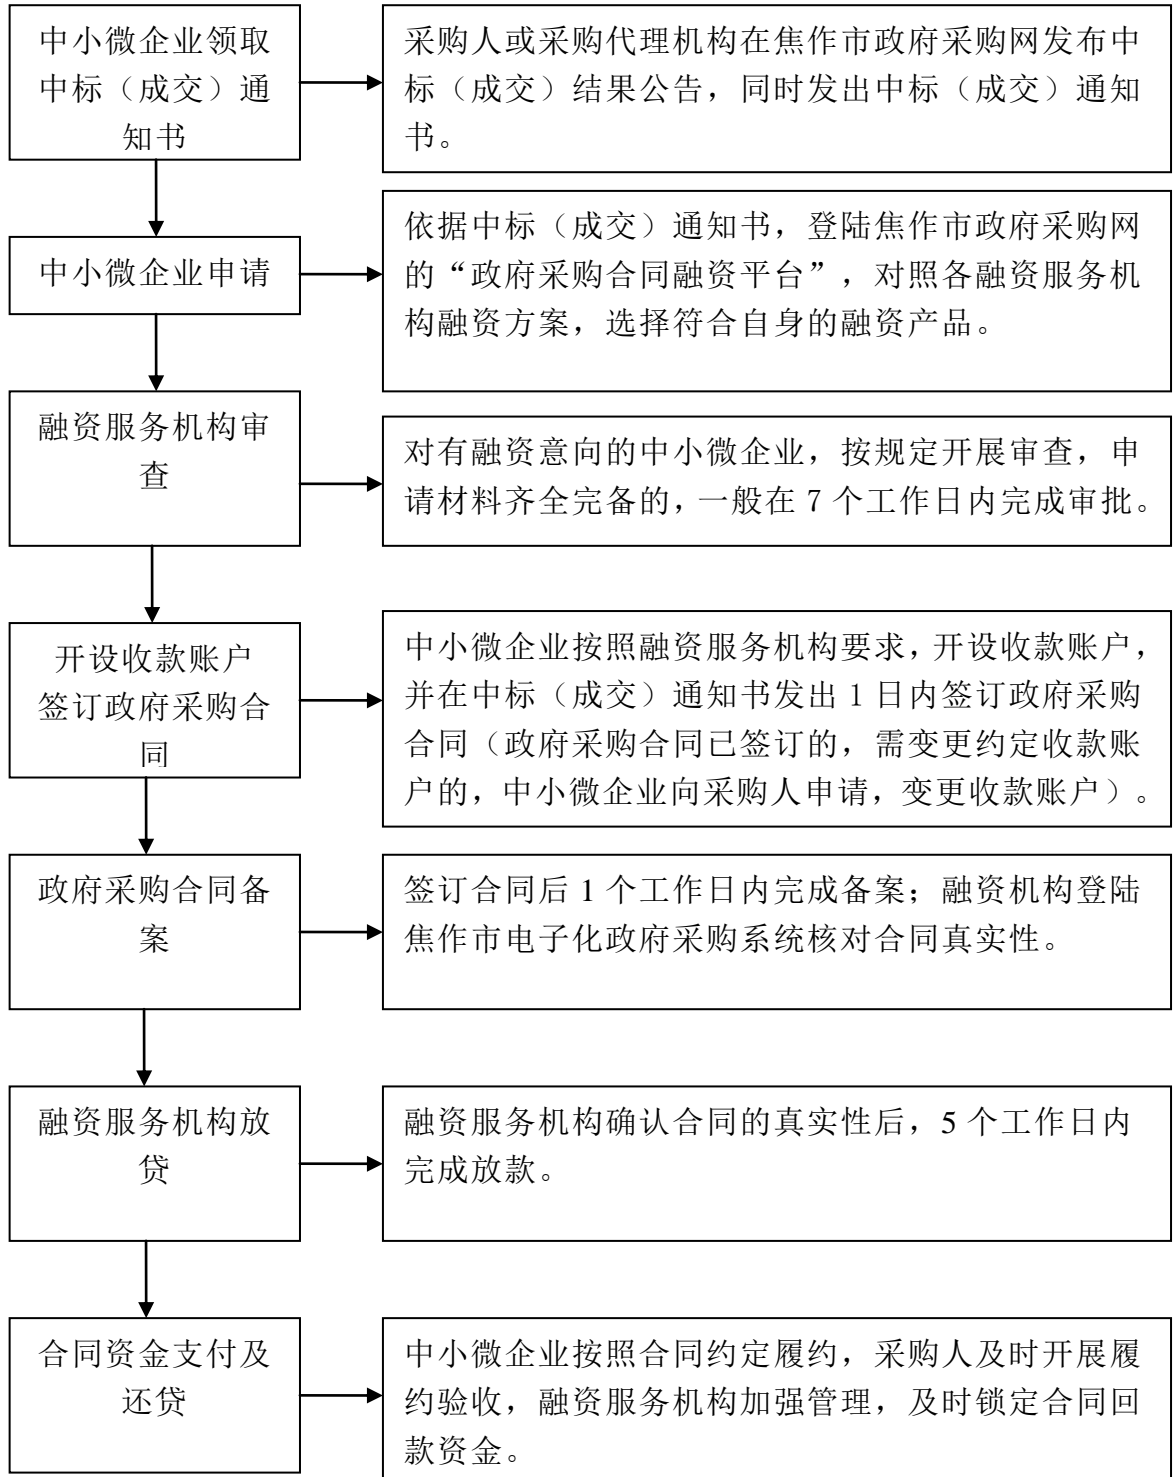 中小微企业领取
中标（成交）通
知书
采购人或采购代理机构在焦作市政府采购网发布中
标（成交）结果公告，同时发出中标（成交）通知
书。
中小微企业申请
依据中标（成交）通知书，登陆焦作市政府采购网
的“政府采购合同融资平台”，对照各融资服务机
构融资方案，选择符合自身的融资产品。
融资服务机构审
查
对有融资意向的中小微企业，按规定开展审查，申
请材料齐全完备的，一般在 7 个工作日内完成审批。
开设收款账户
签订政府采购合
同
中小微企业按照融资服务机构要求，开设收款账户，
并在中标（成交）通知书发出 1 日内签订政府采购
合同（政府采购合同已签订的，需变更约定收款账
户的，中小微企业向采购人申请，变更收款账户）。
政府采购合同备
案
签订合同后 1 个工作日内完成备案；融资机构登陆
焦作市电子化政府采购系统核对合同真实性。
融资服务机构放
贷
融资服务机构确认合同的真实性后，5 个工作日内
完成放款。
合同资金支付及
还贷
中小微企业按照合同约定履约，采购人及时开展履
约验收，融资服务机构加强管理，及时锁定合同回
款资金。